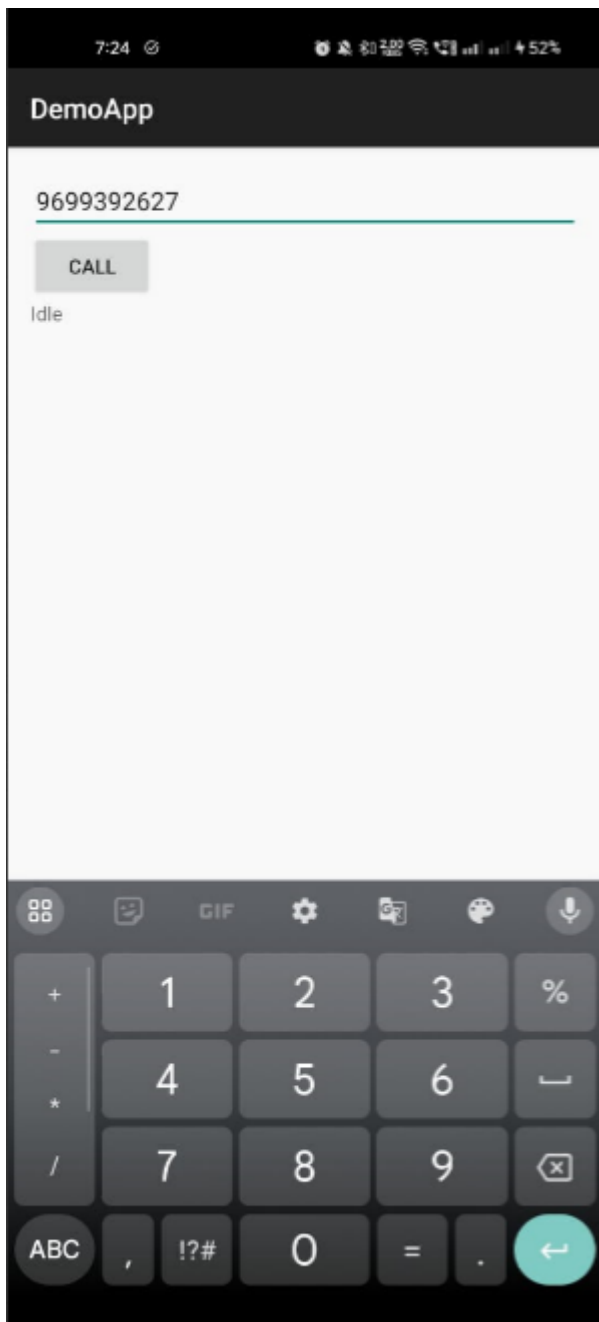 7:24 52%
DemoApp
9699392627
CALL
Idle
GIF
+ 1 2 3 %
-
* 4 5 6
/ 7 8 9
ABC , !?# 0 = .